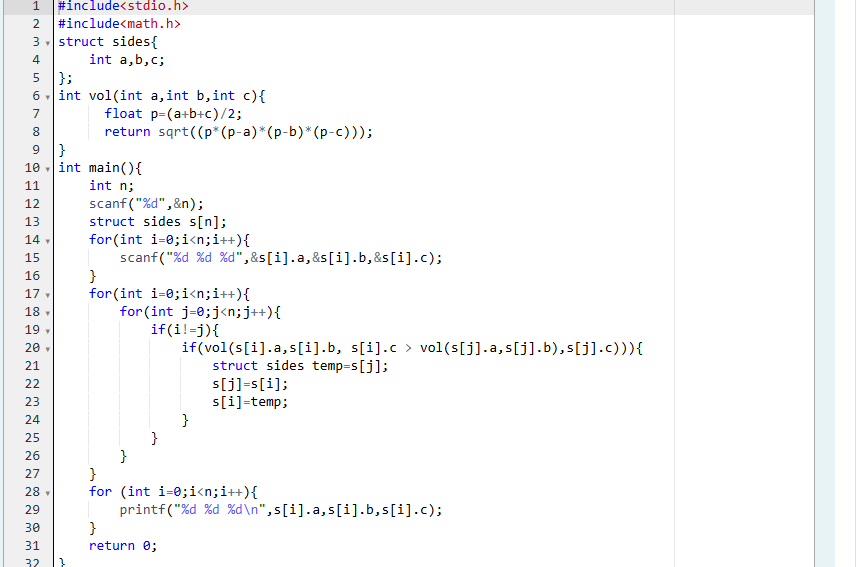 1 #include<stdio.h>
2 #include<math.h>
3 struct sides{
4     int a,b,c;
5 };
6 int vol(int a,int b,int c){
7       float p=(a+b+c)/2;
8       return sqrt((p*(p-a)*(p-b)*(p-c)));
9 }
10 int main(){
11     int n;
12     scanf("%d",&n);
13     struct sides s[n];
14     for(int i=0;i<n;i++){
15         scanf("%d %d %d",&s[i].a,&s[i].b,&s[i].c);
16     }
17     for(int i=0;i<n;i++){
18         for(int j=0;j<n;j++){
19             if(i!=j){
20                 if(vol(s[i].a,s[i].b, s[i].c > vol(s[j].a,s[j].b),s[j].c))){
21                     struct sides temp=s[j];
22                     s[j]=s[i];
23                     s[i]=temp;
24                 }
25             }
26         }
27     }
28     for (int i=0;i<n;i++){
29         printf("%d %d %d\n",s[i].a,s[i].b,s[i].c);
30     }
31     return 0;
32 }